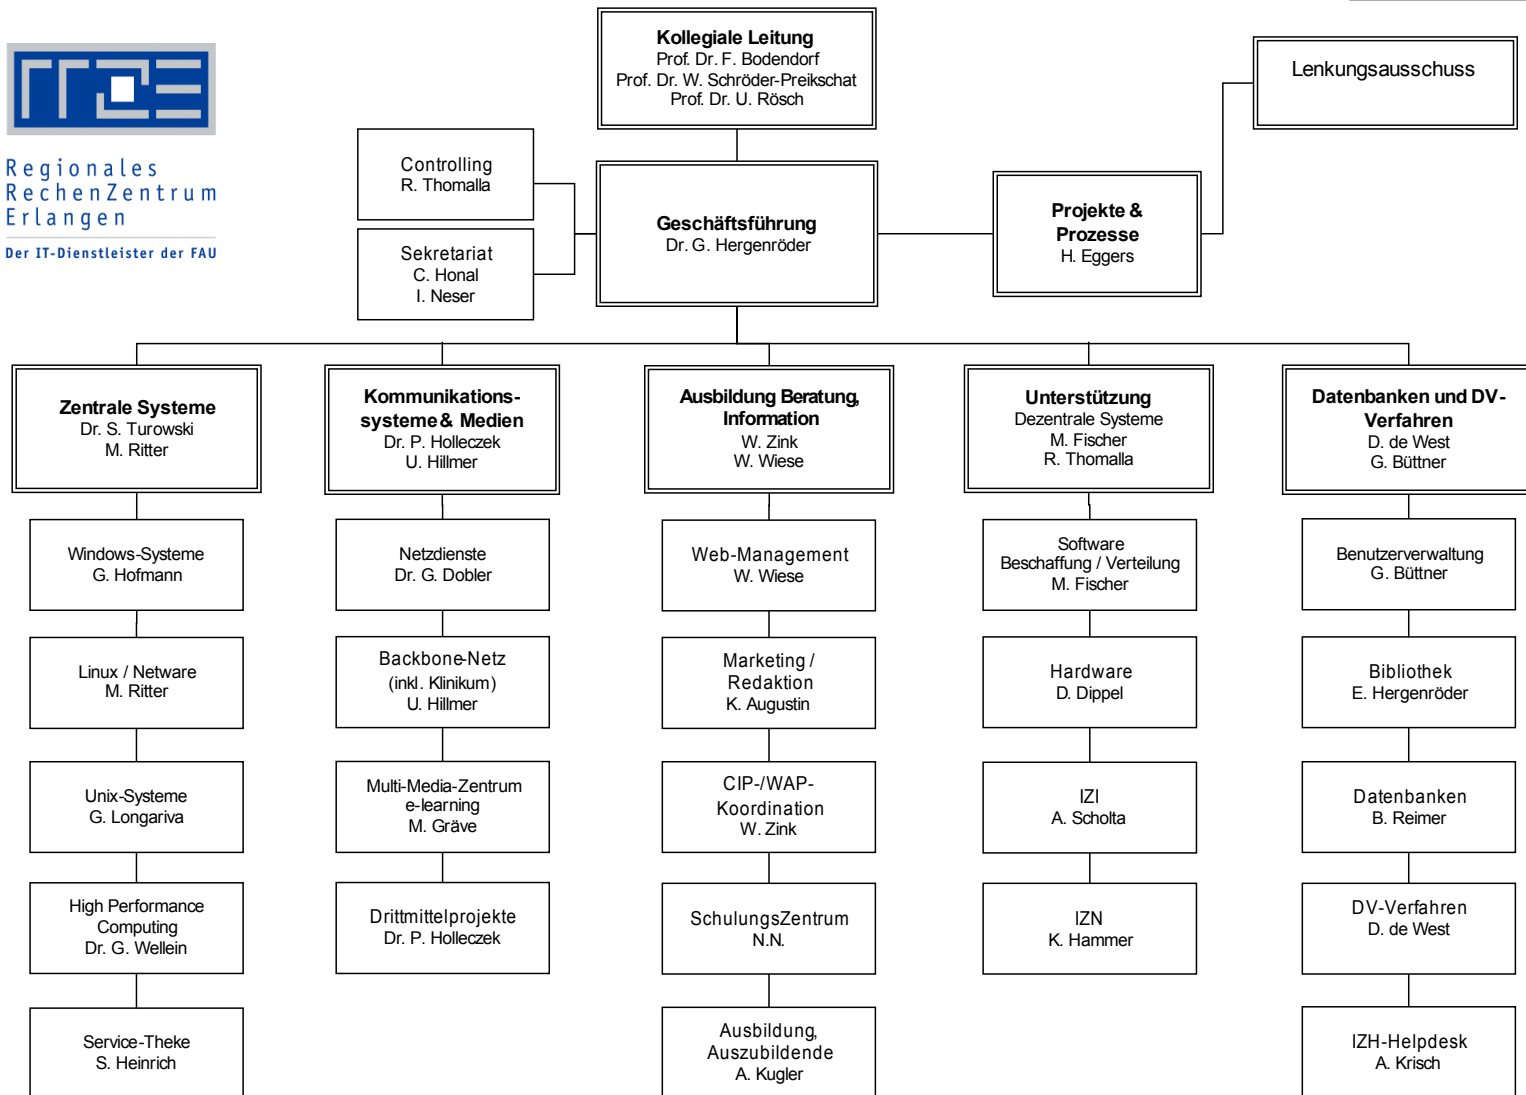 Regionales
RechenZentrum
Erlangen
Der IT-Dienstleister der FAU
Kollegiale Leitung
Prof. Dr. F. Bodendorf
Prof. Dr. W. Schröder-Preikschat
Prof. Dr. U. Rösch
Lenkungsausschuss
Controlling
R. Thomalla
Sekretariat
C. Honal
I. Neser
Geschäftsführung
Dr. G. Hergenröder
Projekte &
Prozesse
H. Eggers
Zentrale Systeme
Dr. S. Turowski
M. Ritter
Kommunikations-
systeme & Medien
Dr. P. Holleczek
U. Hillmer
Ausbildung Beratung,
Information
W. Zink
W. Wiese
Unterstützung
Dezentrale Systeme
M. Fischer
R. Thomalla
Datenbanken und DV-
Verfahren
D. de West
G. Büttner
Windows-Systeme
G. Hofmann
Netzdienste
Dr. G. Dobler
Web-Management
W. Wiese
Software
Beschaffung / Verteilung
M. Fischer
Benutzerverwaltung
G. Büttner
Linux / Netware
M. Ritter
Backbone-Netz
(inkl. Klinikum)
U. Hillmer
Marketing /
Redaktion
K. Augustin
Hardware
D. Dippel
Bibliothek
E. Hergenröder
Unix-Systeme
G. Longariva
Multi-Media-Zentrum
e-learning
M. Gräve
CIP-/WAP-
Koordination
W. Zink
IZI
A. Scholta
Datenbanken
B. Reimer
High Performance
Computing
Dr. G. Wellein
Drittmittelprojekte
Dr. P. Holleczek
SchulungsZentrum
N.N.
IZN
K. Hammer
DV-Verfahren
D. de West
Service-Theke
S. Heinrich
Ausbildung,
Auszubildende
A. Kugler
IZH-Helpdesk
A. Krisch